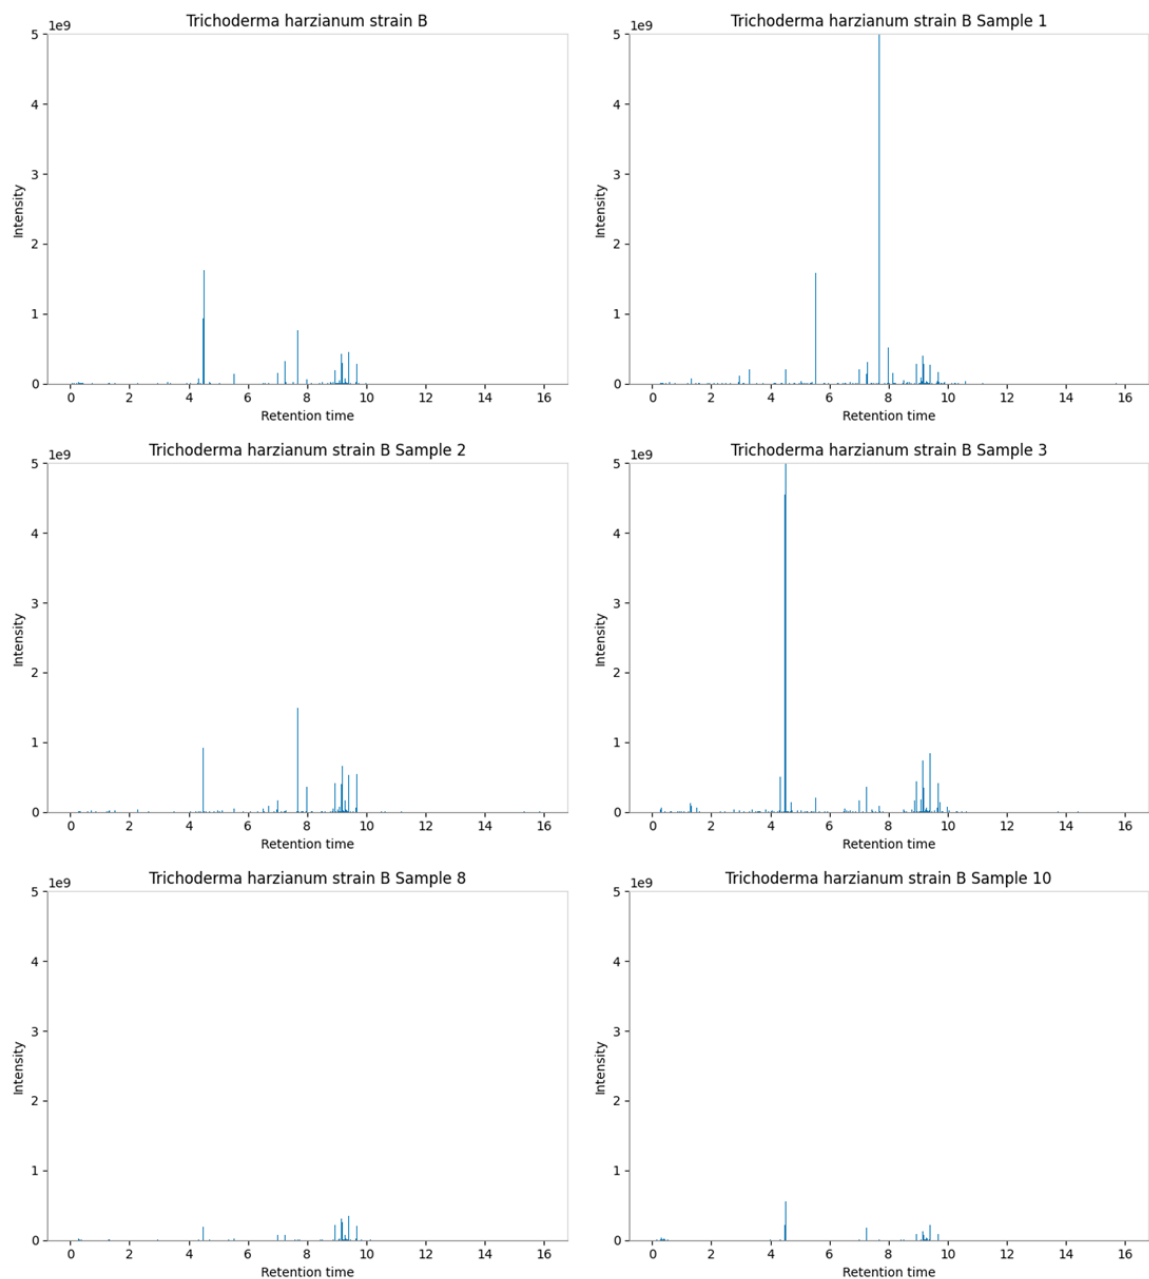 Trichoderma harzianum strain B
1e9
5
4
3
2
1
0
Intensity
0 2 4 6 8 10 12 14 16
Retention time
Trichoderma harzianum strain B Sample 1
1e9
5
4
3
2
1
0
Intensity
0 2 4 6 8 10 12 14 16
Retention time
Trichoderma harzianum strain B Sample 2
1e9
5
4
3
2
1
0
Intensity
0 2 4 6 8 10 12 14 16
Retention time
Trichoderma harzianum strain B Sample 3
1e9
5
4
3
2
1
0
Intensity
0 2 4 6 8 10 12 14 16
Retention time
Trichoderma harzianum strain B Sample 8
1e9
5
4
3
2
1
0
Intensity
0 2 4 6 8 10 12 14 16
Retention time
Trichoderma harzianum strain B Sample 10
1e9
5
4
3
2
1
0
Intensity
0 2 4 6 8 10 12 14 16
Retention time